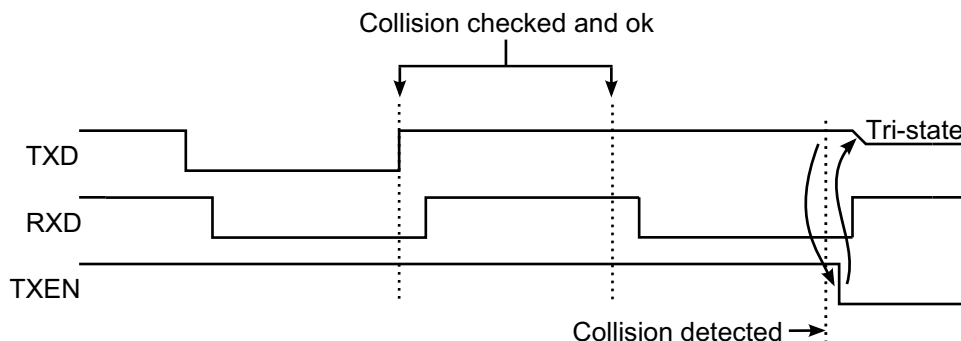 Collision checked and ok
Tri-state
TXD
RXD
TXEN
Collision detected